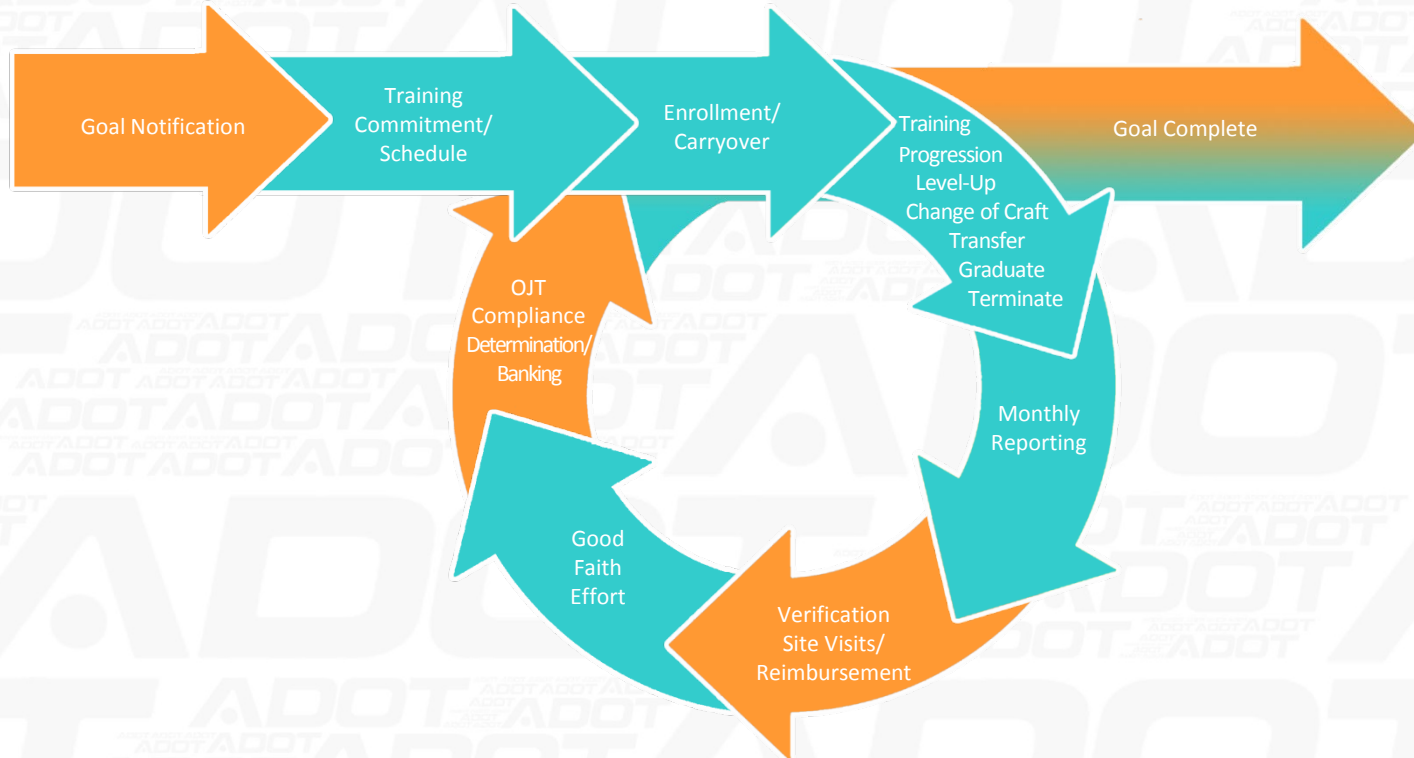 Goal Notification
Training
Commitment/
Schedule
Enrollment/
Carryover
Training
Progression
Level-Up
Change of Craft
Transfer
Graduate
Terminate
Goal Complete
Monthly
Reporting
Verification
Site Visits/
Reimbursement
Good
Faith
Effort
OJT
Compliance
Determination/
Banking
ADOT